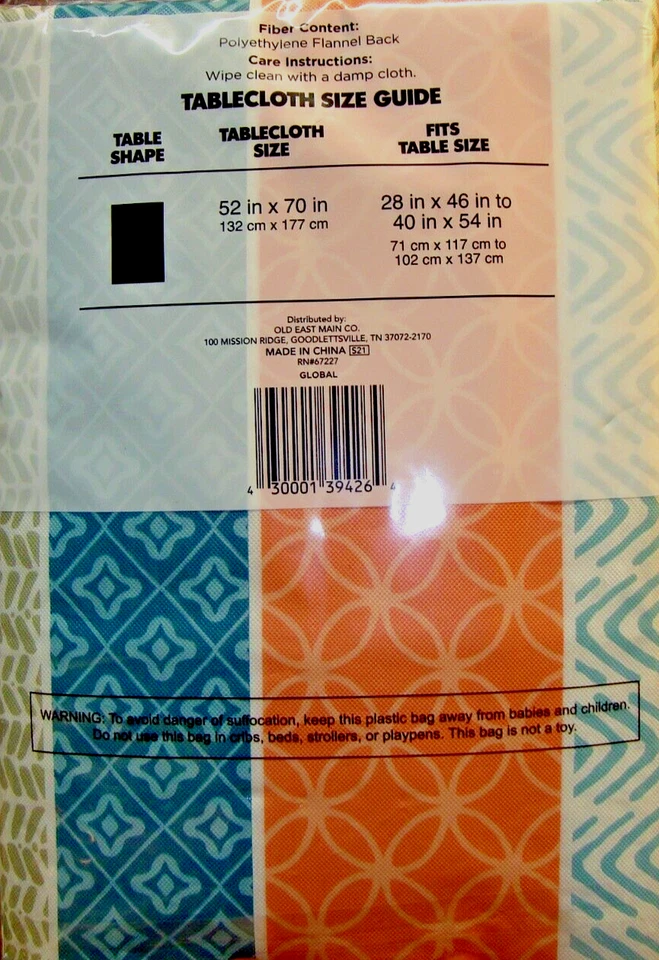 Fiber Content:
Polyethylene Flannel Back
Care Instructions:
Wipe clean with a damp cloth.
TABLECLOTH SIZE GUIDE
TABLE SHAPE
TABLECLOTH SIZE
FITS TABLE SIZE
52 in x 70 in
132 cm x 177 cm
28 in x 46 in to
40 in x 54 in
71 cm x 117 cm to
102 cm x 137 cm
Distributed by:
OLD EAST MAIN CO.
100 MISSION RIDGE, GOODLETTSVILLE, TN 37072-2170
MADE IN CHINA S21
RN#67227
GLOBAL
4 30001 39426 4
WARNING: To avoid danger of suffocation, keep this plastic bag away from babies and children.
Do not use this bag in cribs, beds, strollers, or playpens. This bag is not a toy.